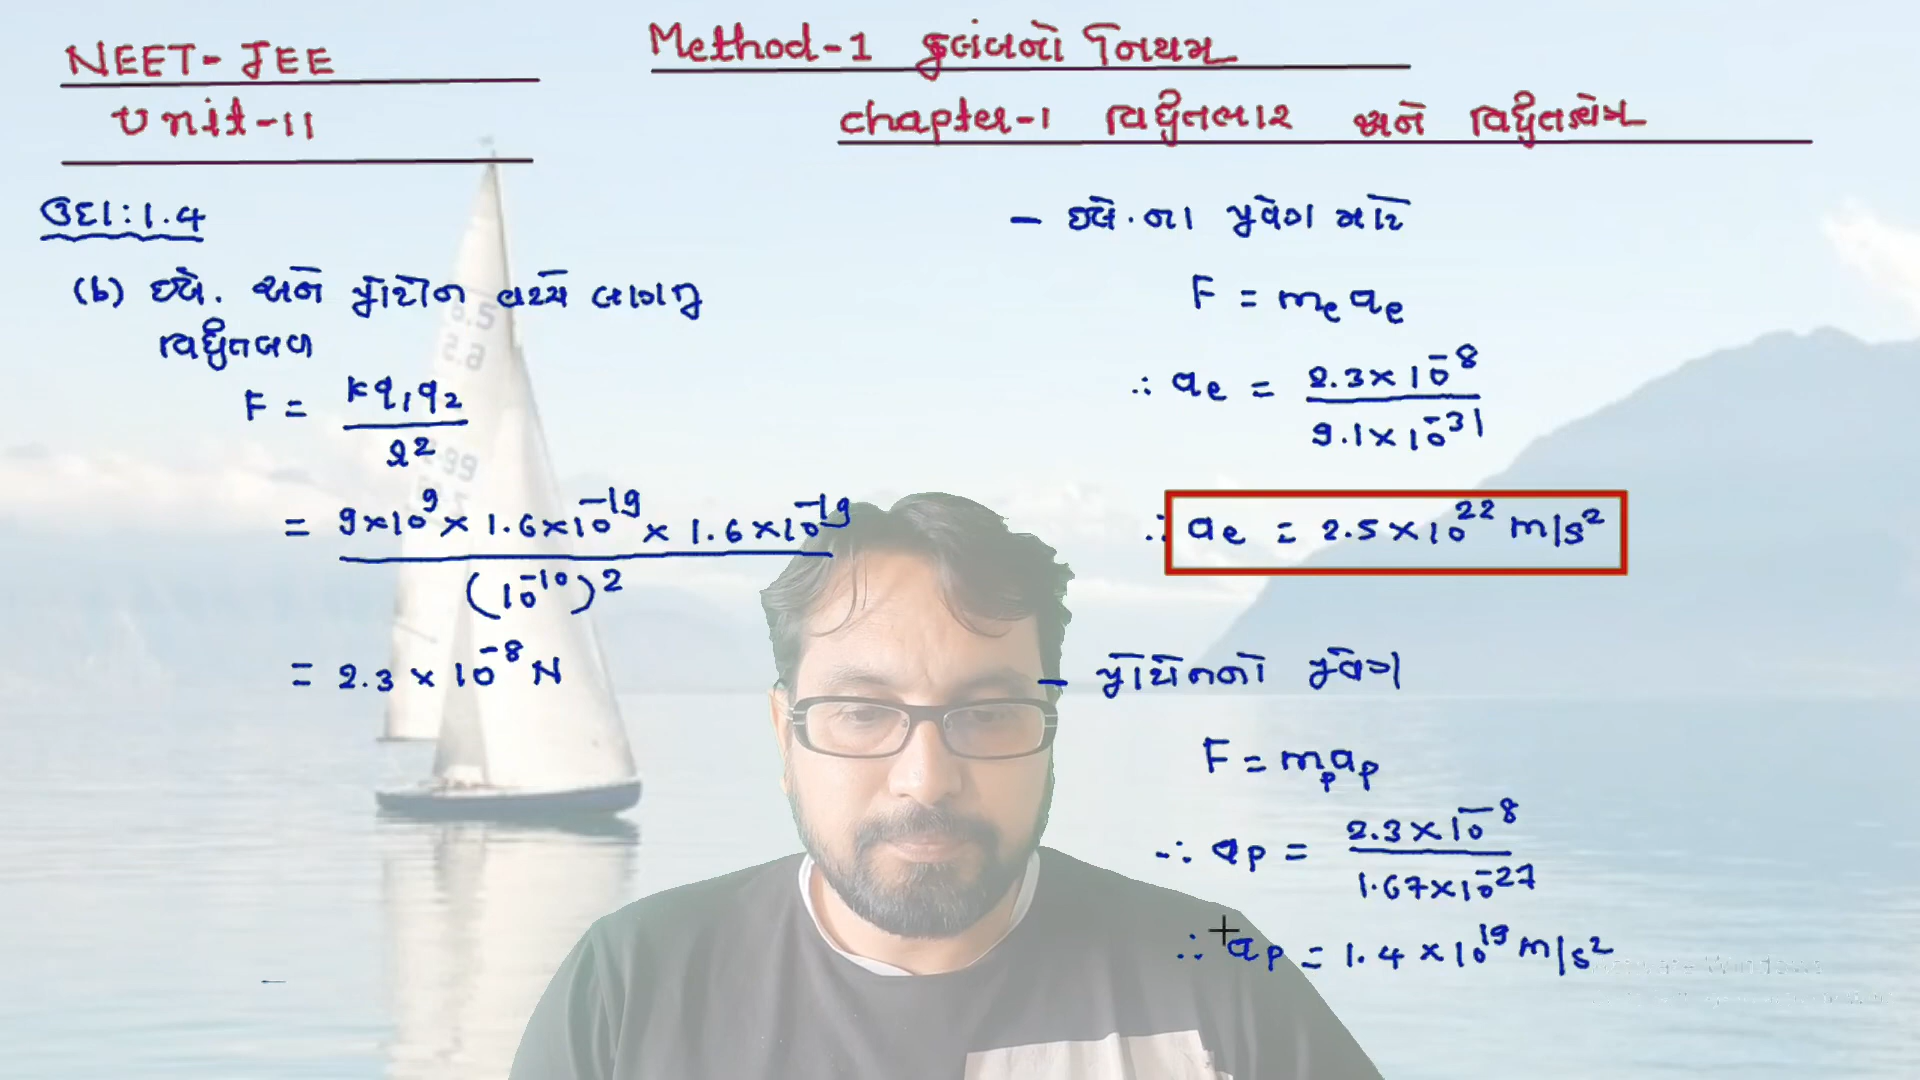 NEET-JEE
Unit-11
Method-1 કુલંબનો નિયમ
chapter-1 વિદ્યુતભાર અને વિદ્યુતક્ષેત્ર
ઉદા:1.4
(b) ઇલે. અને પ્રોટોન વચ્ચે લાગતુ
વિદ્યુતબળ
F = kq₁q₂ / r²
= 9×10⁹ × 1.6×10⁻¹⁹ × 1.6×10⁻¹⁹ / (10⁻¹⁰)²
= 2.3 × 10⁻⁸ N
- ઇલે. ના પ્રવેગ માટે
F = mₑaₑ
∴ aₑ = 2.3×10⁻⁸ / 9.1×10⁻³¹
∴ aₑ = 2.5×10²² m/s²
- પ્રોટોનનો પ્રવેગ
F = mₚaₚ
∴ aₚ = 2.3×10⁻⁸ / 1.67×10⁻²⁷
∴ aₚ = 1.4×10¹⁹ m/s²